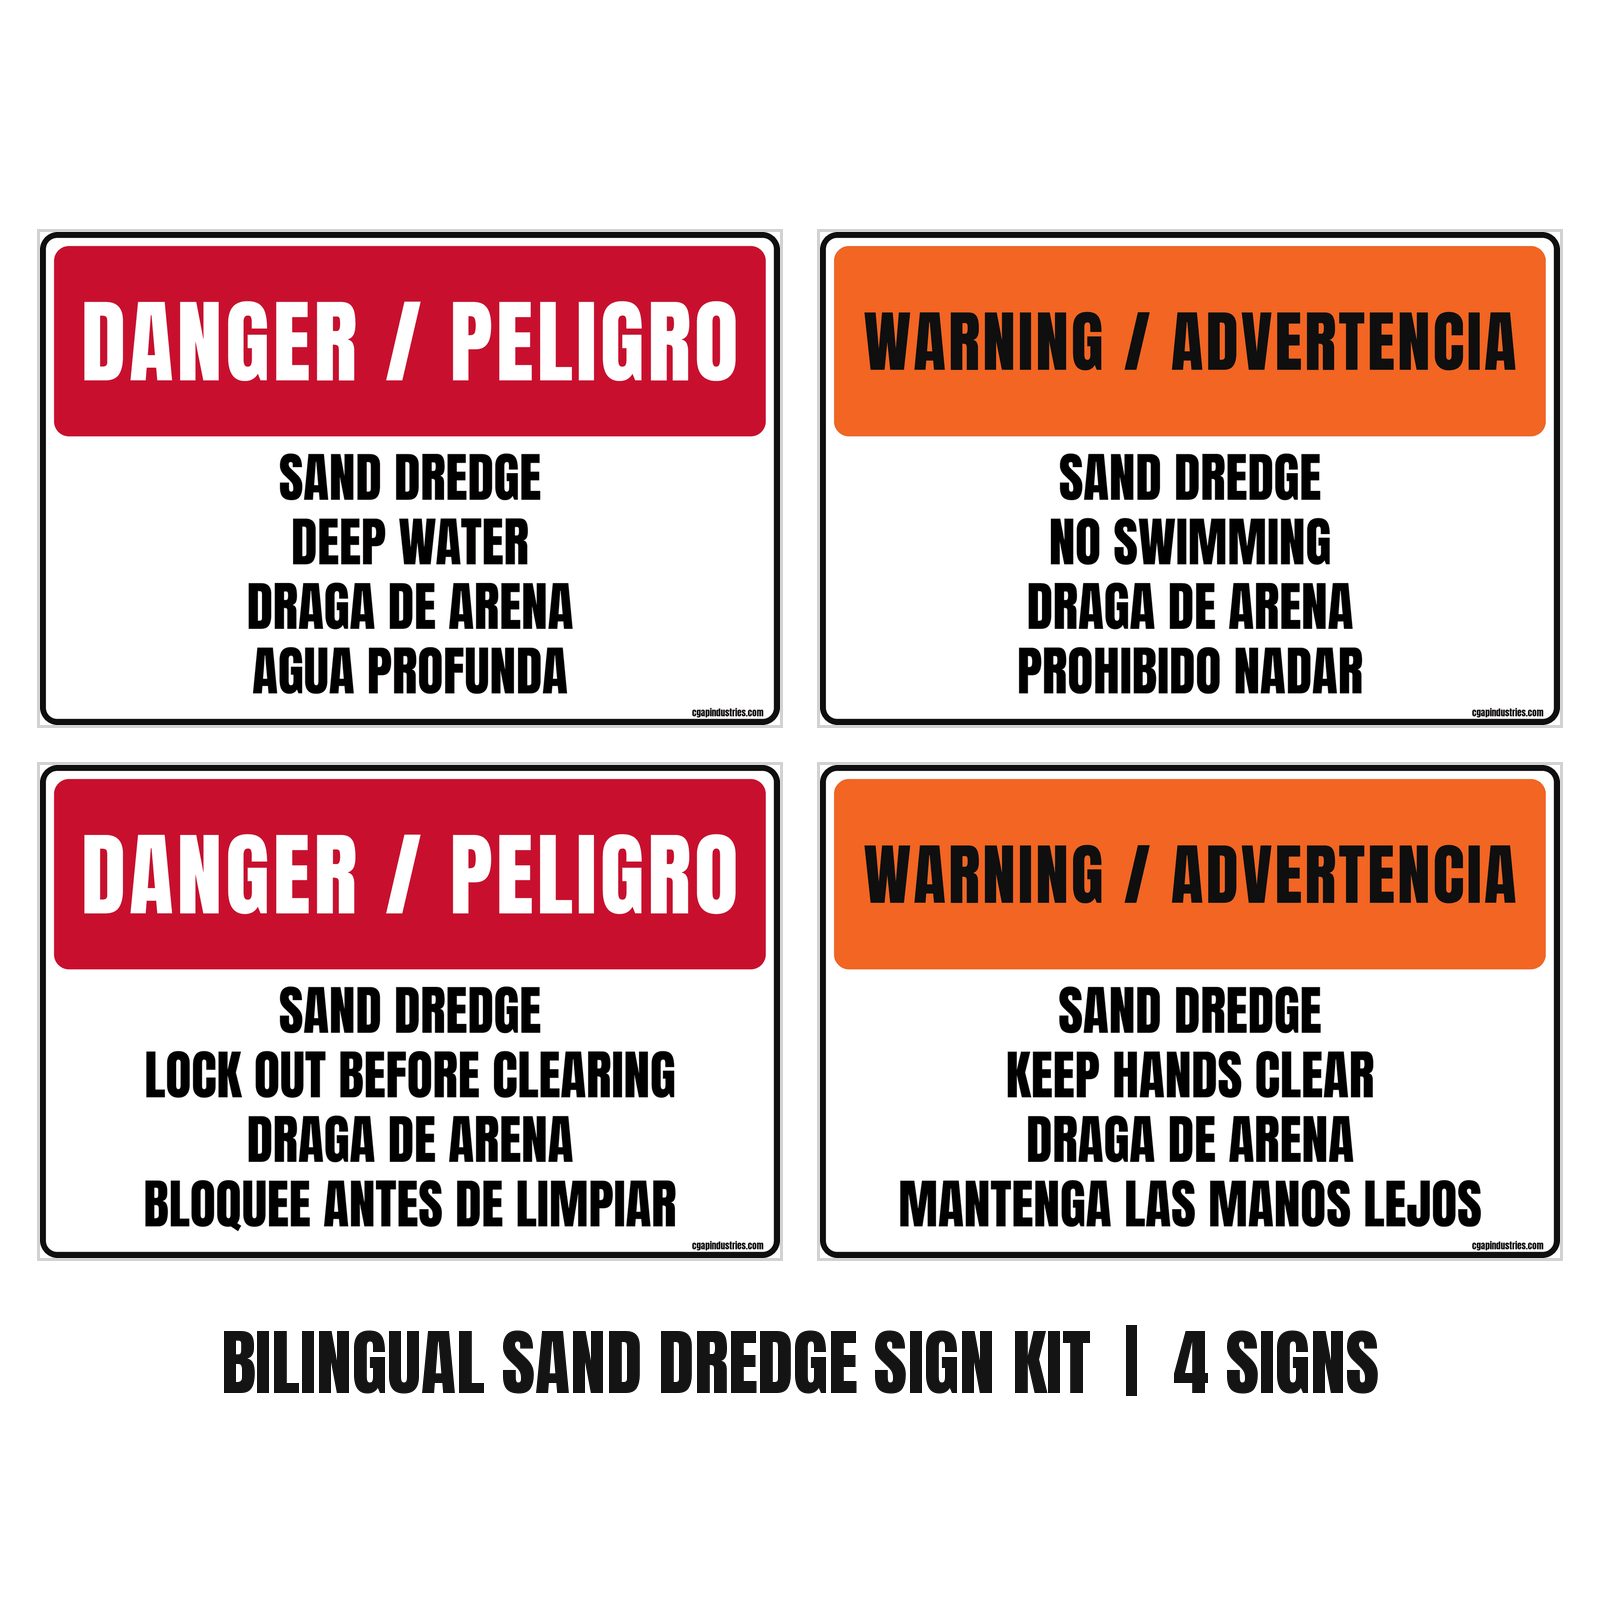 DANGER / PELIGRO
SAND DREDGE
DEEP WATER
DRAGA DE ARENA
AGUA PROFUNDA
cgapindustries.com
WARNING / ADVERTENCIA
SAND DREDGE
NO SWIMMING
DRAGA DE ARENA
PROHIBIDO NADAR
cgapindustries.com
DANGER / PELIGRO
SAND DREDGE
LOCK OUT BEFORE CLEARING
DRAGA DE ARENA
BLOQUEE ANTES DE LIMPIAR
cgapindustries.com
WARNING / ADVERTENCIA
SAND DREDGE
KEEP HANDS CLEAR
DRAGA DE ARENA
MANTENGA LAS MANOS LEJOS
cgapindustries.com
BILINGUAL SAND DREDGE SIGN KIT | 4 SIGNS